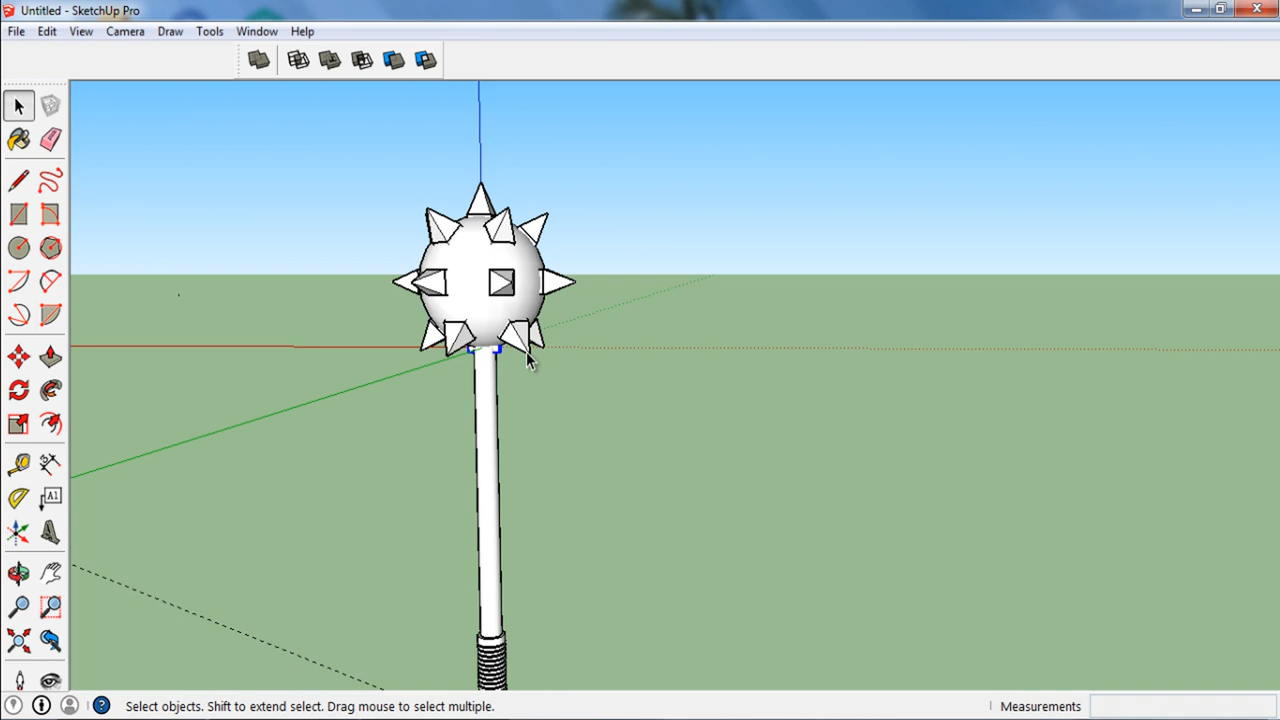 Untitled - SketchUp Pro
File Edit View Camera Draw Tools Window Help
A1
Select objects. Shift to extend select. Drag mouse to select multiple.
Measurements